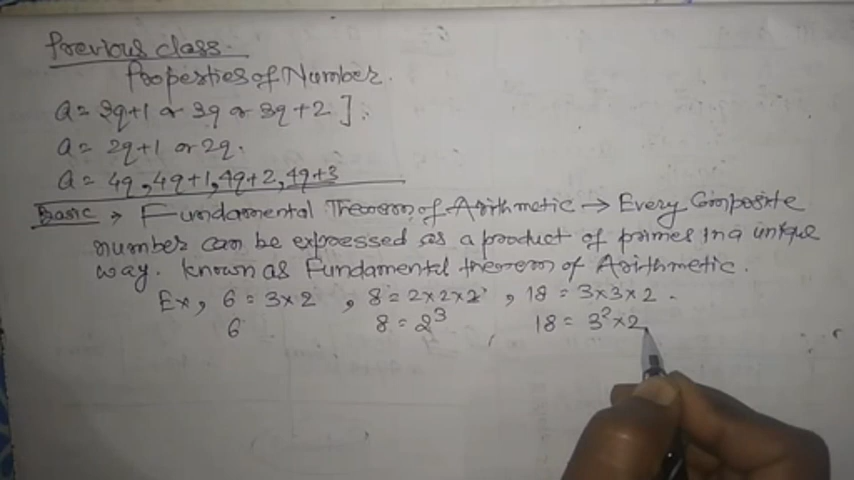 Previous class.
Properties of Number.
a = 3q+1 or 3q or 3q+2 ].
a = 2q+1 or 2q.
a = 4q, 4q+1, 4q+2, 4q+3
Basic → Fundamental Theorem of Arithmetic → Every Composite
number can be expressed as a product of primes in a unique
way. known as Fundamental theorem of Arithmetic.
Ex, 6 = 3×2 , 8 = 2×2×2 , 18 = 3×3×2 .
6 8 = 2³ 18 = 3²×2